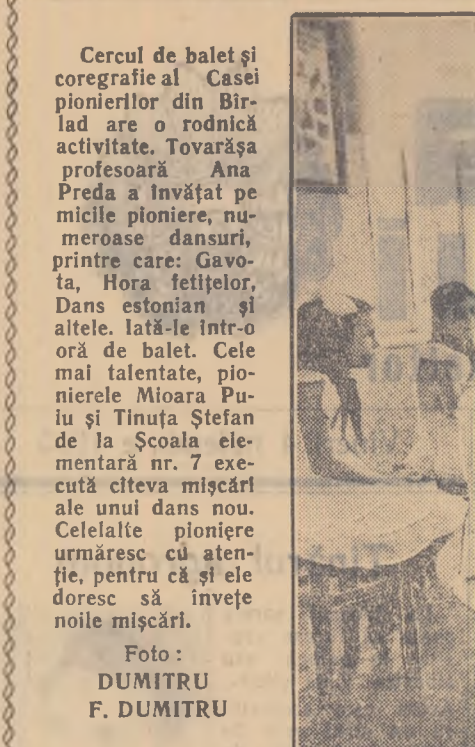 Cercul de balet și
coregrafie al Casei
pionierilor din Bîr-
lad are o rodnică
activitate. Tovarășa
profesoară Ana
Preda a învățat pe
micile pioniere, nu-
meroase dansuri,
printre care: Gavo-
ta, Hora fetițelor,
Dans estonian și
altele. Iată-le într-o
oră de balet. Cele
mai talentate, pio-
nierele Mioara Pu-
iu și Tinuța Ștefan
de la Școala ele-
mentară nr. 7 exe-
cută cîteva mișcări
ale unui dans nou.
Celelalte pioniere
urmăresc cu aten-
ție, pentru că și ele
doresc să învețe
noile mișcări.
Foto :
DUMITRU
F. DUMITRU